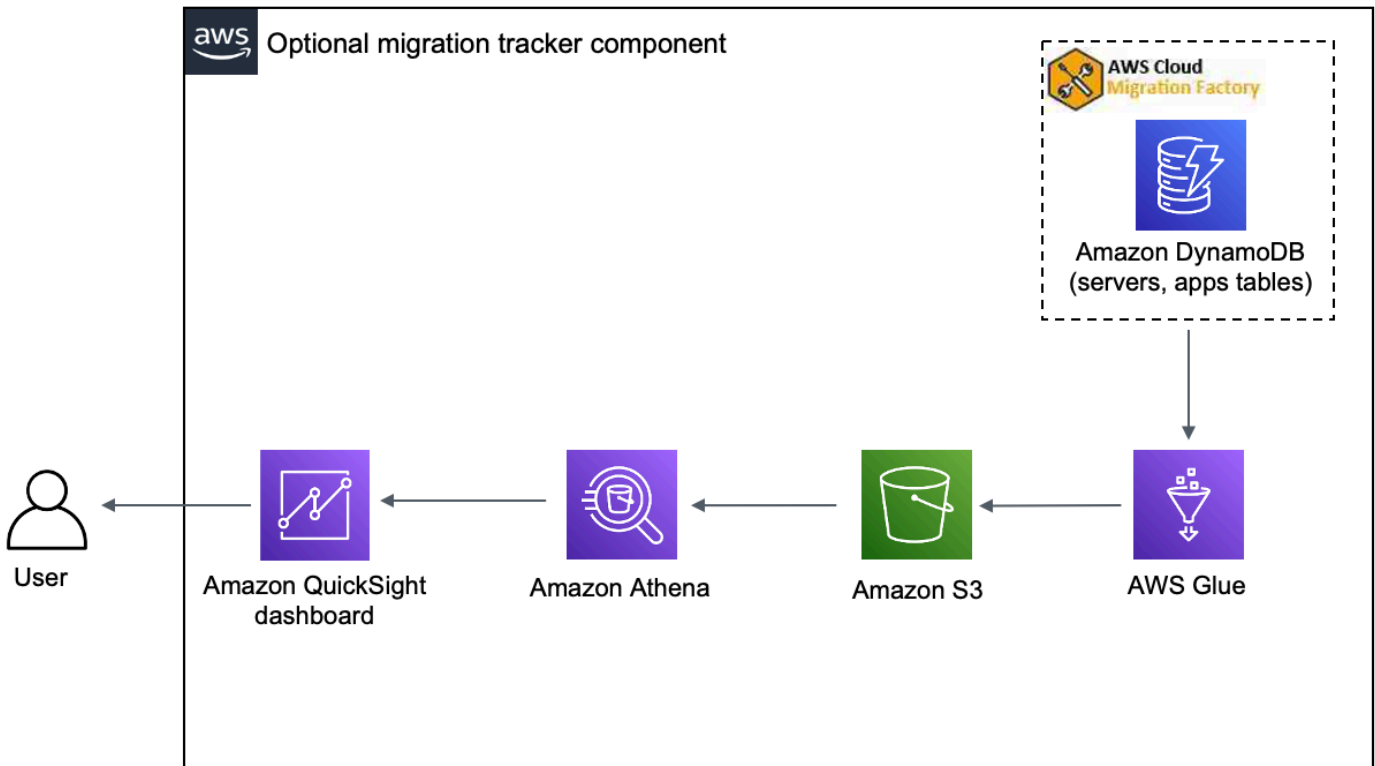 aws
Optional migration tracker component
AWS Cloud
Migration Factory
Amazon DynamoDB
(servers, apps tables)
User
Amazon QuickSight
dashboard
Amazon Athena
Amazon S3
AWS Glue